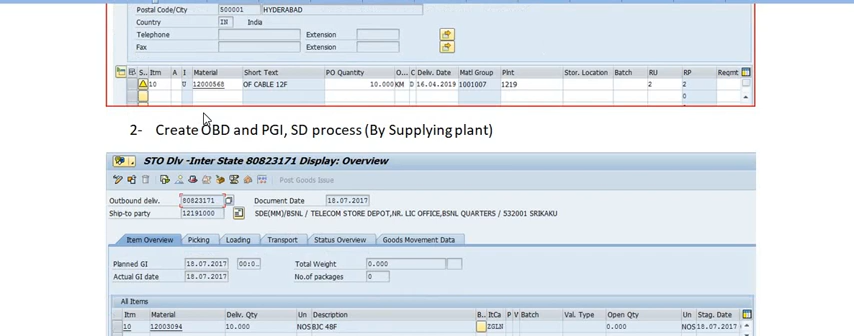 Postal Code/City 500001 HYDERABAD
Country IN India
Telephone Extension
Fax Extension
S.. Itm A I Material Short Text PO Quantity O... C Deliv. Date Matl Group Plnt Stor. Location Batch RU RP Reqmt
10 U 12000568 OF CABLE 12F 10.000 KM D 16.04.2019 1001007 1219 2 2
0
0
2- Create OBD and PGI, SD process (By Supplying plant)
STO Dlv -Inter State 80823171 Display: Overview
Post Goods Issue
Outbound deliv. 80823171 Document Date 18.07.2017
Ship-to party 12191000 SDE(MM)/BSNL / TELECOM STORE DEPOT,NR. LIC OFFICE,BSNL QUARTERS / 532001 SRIKAKU
Item Overview Picking Loading Transport Status Overview Goods Movement Data
Planned GI 18.07.2017 00:0.. Total Weight 0.000
Actual GI date 18.07.2017 No.of packages 0
All Items
Itm Material Deliv. Qty Un Description B.. ItCa P W Batch Val. Type Open Qty Un Stag. Date
10 12003094 10.000 NOS BJC 48F ZGLN 0.000 NOS 18.07.2017